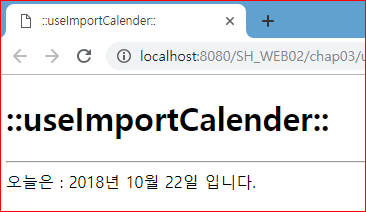 ::useImportCalender::
localhost:8080/SH_WEB02/chap03/
::useImportCalender::
오늘은 : 2018년 10월 22일 입니다.